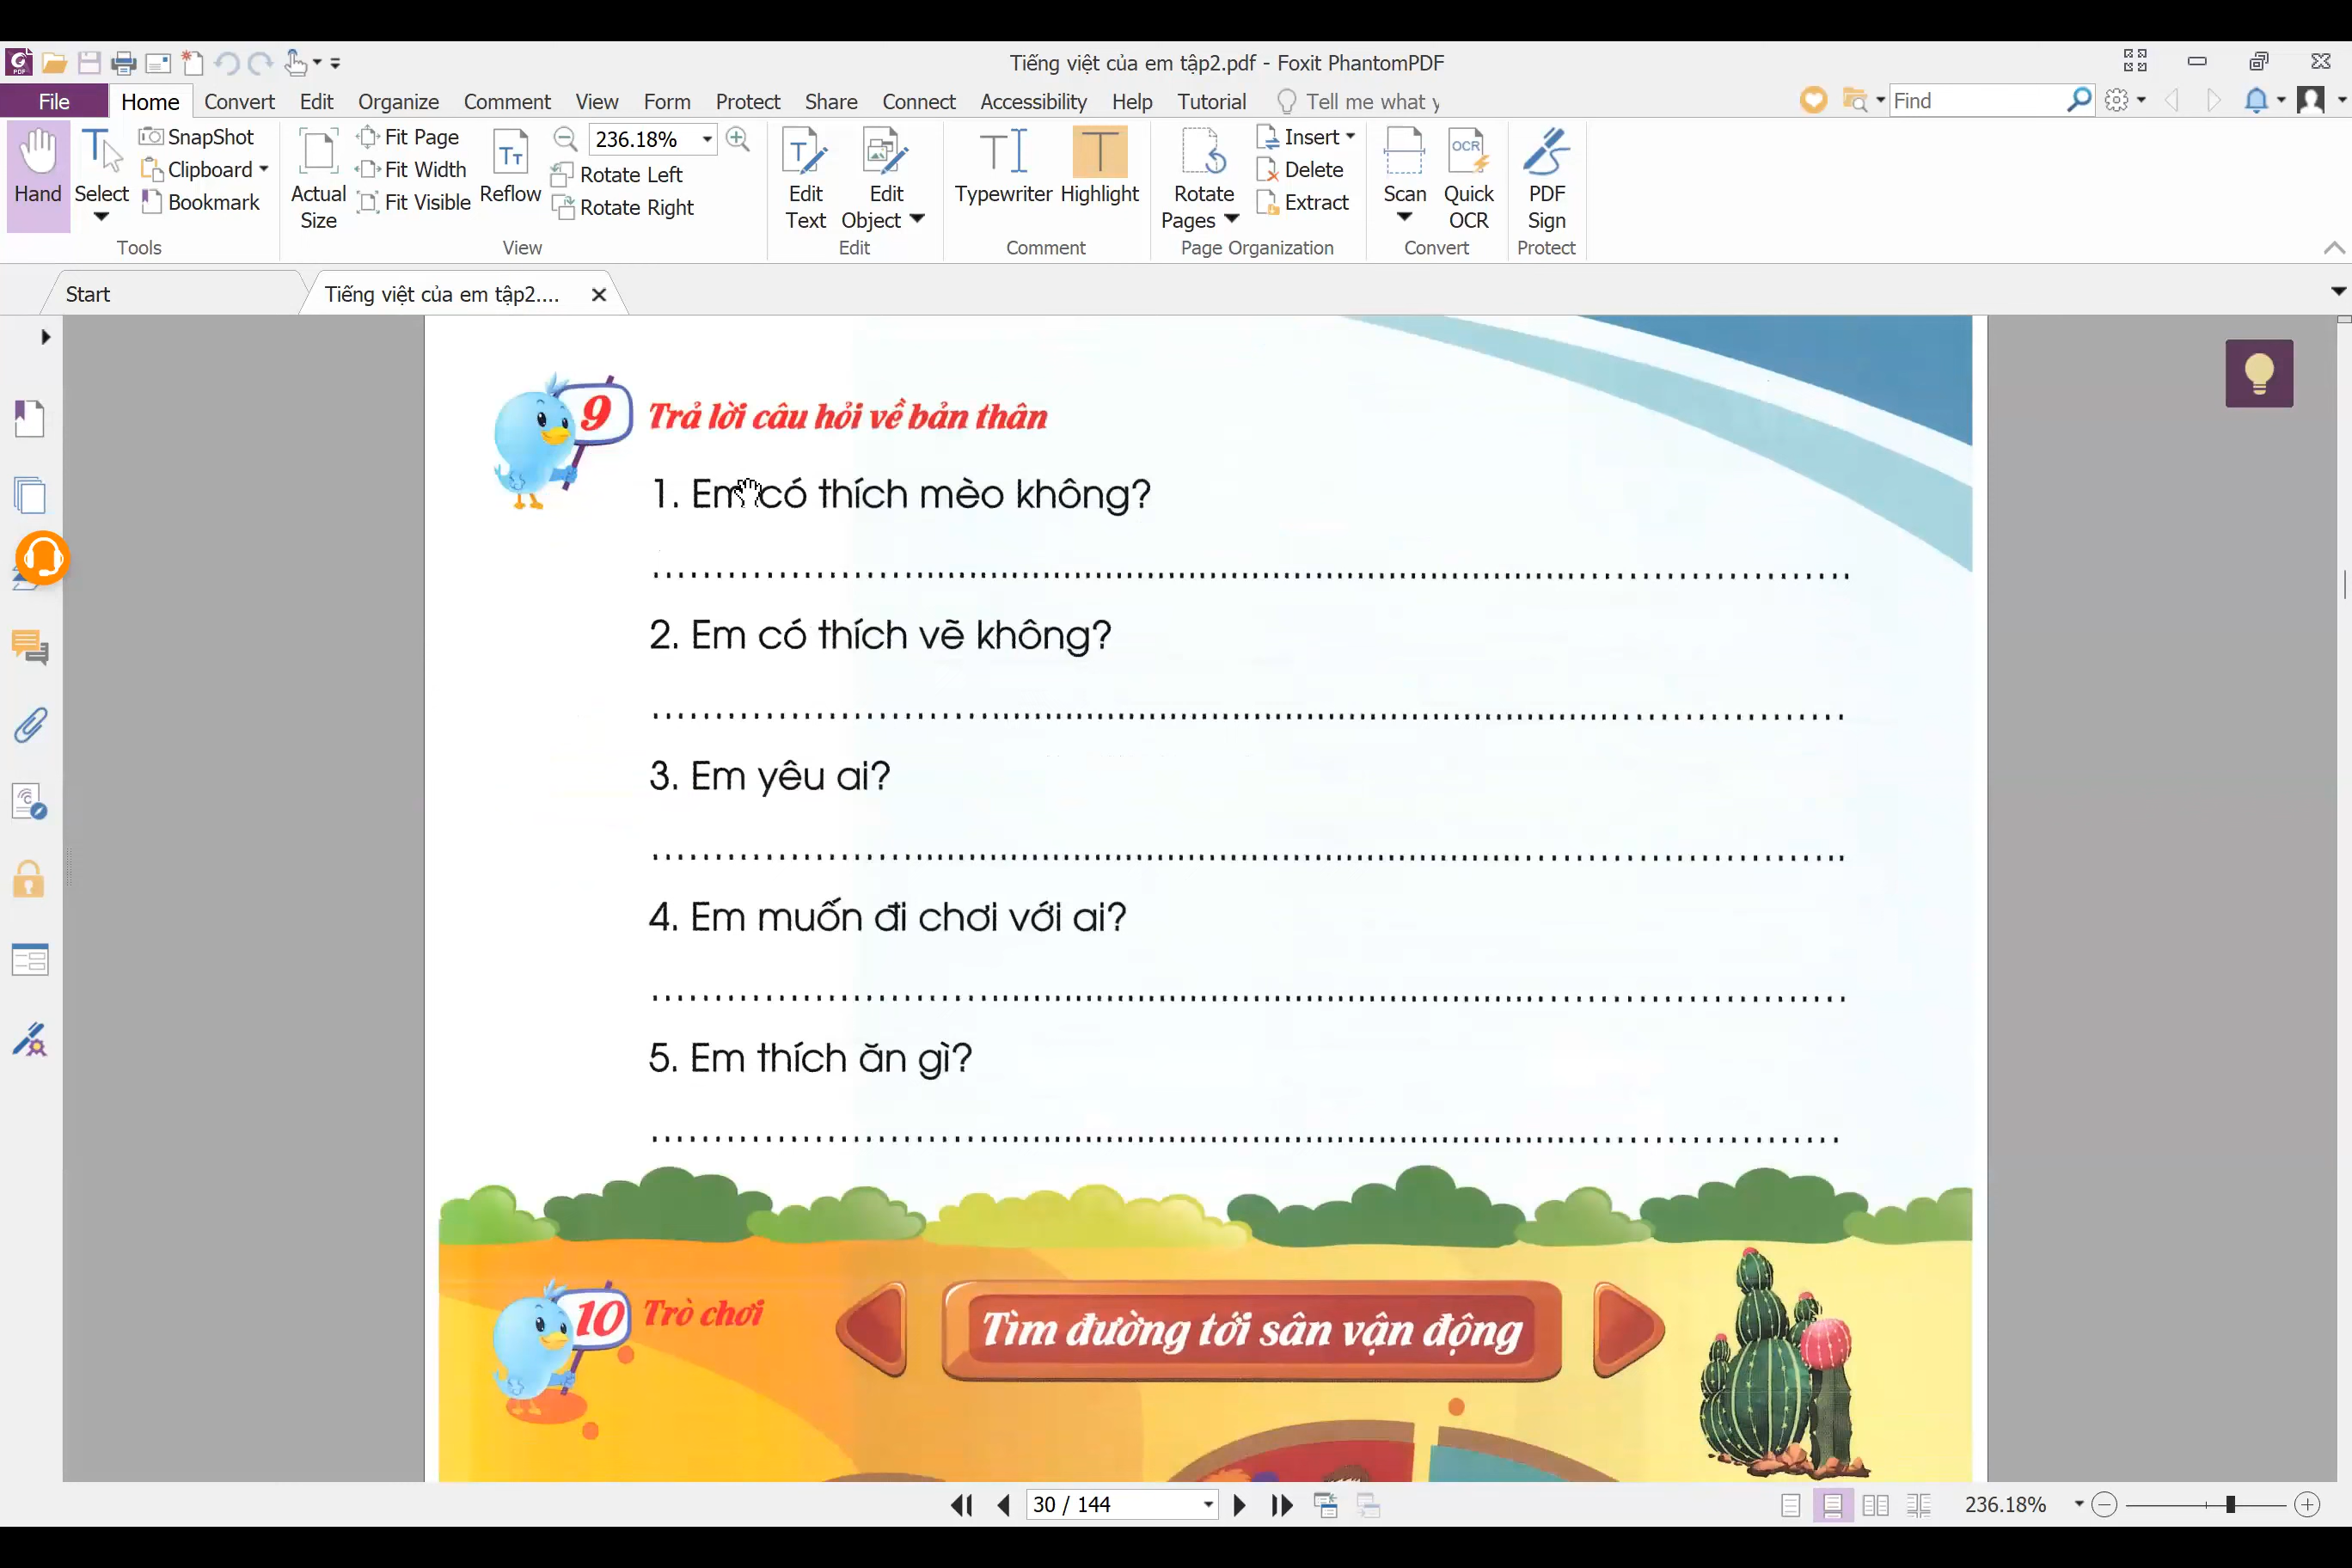 Tiếng việt của em tập2.pdf - Foxit PhantomPDF
File Home Convert Edit Organize Comment View Form Protect Share Connect Accessibility Help Tutorial Tell me what y Find
Hand
Select
SnapShot
Clipboard
Bookmark
Tools
Actual Size
Fit Page
Fit Width
Fit Visible
Reflow
236.18%
Rotate Left
Rotate Right
View
Edit Text
Edit Object
Edit
Typewriter
Highlight
Comment
Rotate Pages
Insert
Delete
Extract
Page Organization
Scan
OCR
Quick OCR
Convert
PDF Sign
Protect
Start
Tiếng việt của em tập2....
9 Trả lời câu hỏi về bản thân
1. Em có thích mèo không?
2. Em có thích vẽ không?
3. Em yêu ai?
4. Em muốn đi chơi với ai?
5. Em thích ăn gì?
10 Trò chơi
Tìm đường tới sân vận động
30 / 144
236.18%